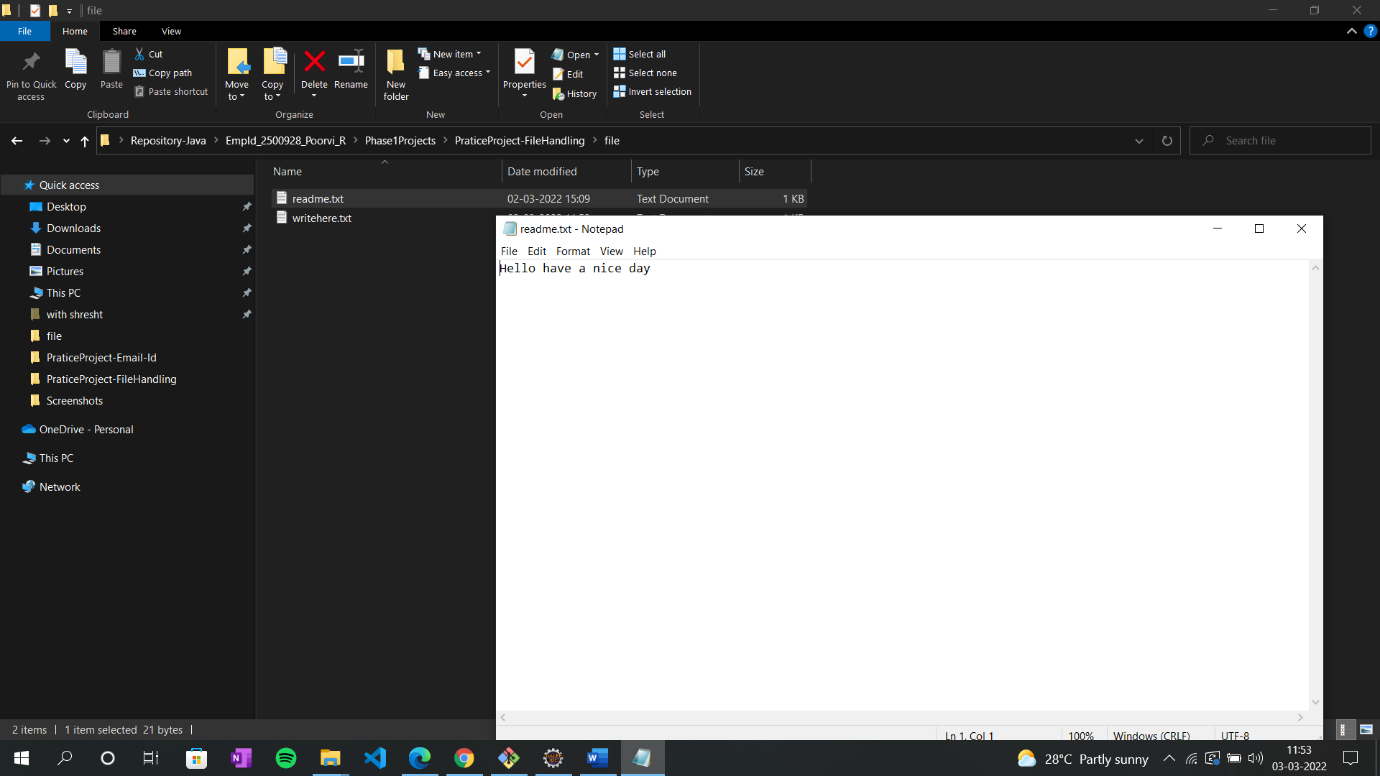 file
File Home Share View
Pin to Quick access
Copy
Paste
Cut
Copy path
Paste shortcut
Clipboard
Move to
Copy to
Delete
Rename
Organize
New folder
New item
Easy access
New
Properties
Open
Edit
History
Open
Select all
Select none
Invert selection
Select
Repository-Java > EmpId_2500928_Poorvi_R > Phase1Projects > PraticeProject-FileHandling > file
Search file
Name Date modified Type Size
readme.txt 02-03-2022 15:09 Text Document 1 KB
writehere.txt
Quick access
Desktop
Downloads
Documents
Pictures
This PC
with shresht
file
PraticeProject-Email-Id
PraticeProject-FileHandling
Screenshots
OneDrive - Personal
This PC
Network
readme.txt - Notepad
File Edit Format View Help
Hello have a nice day
Ln 1, Col 1 100% Windows (CRLF) UTF-8
2 items 1 item selected 21 bytes
28°C Partly sunny
11:53
03-03-2022